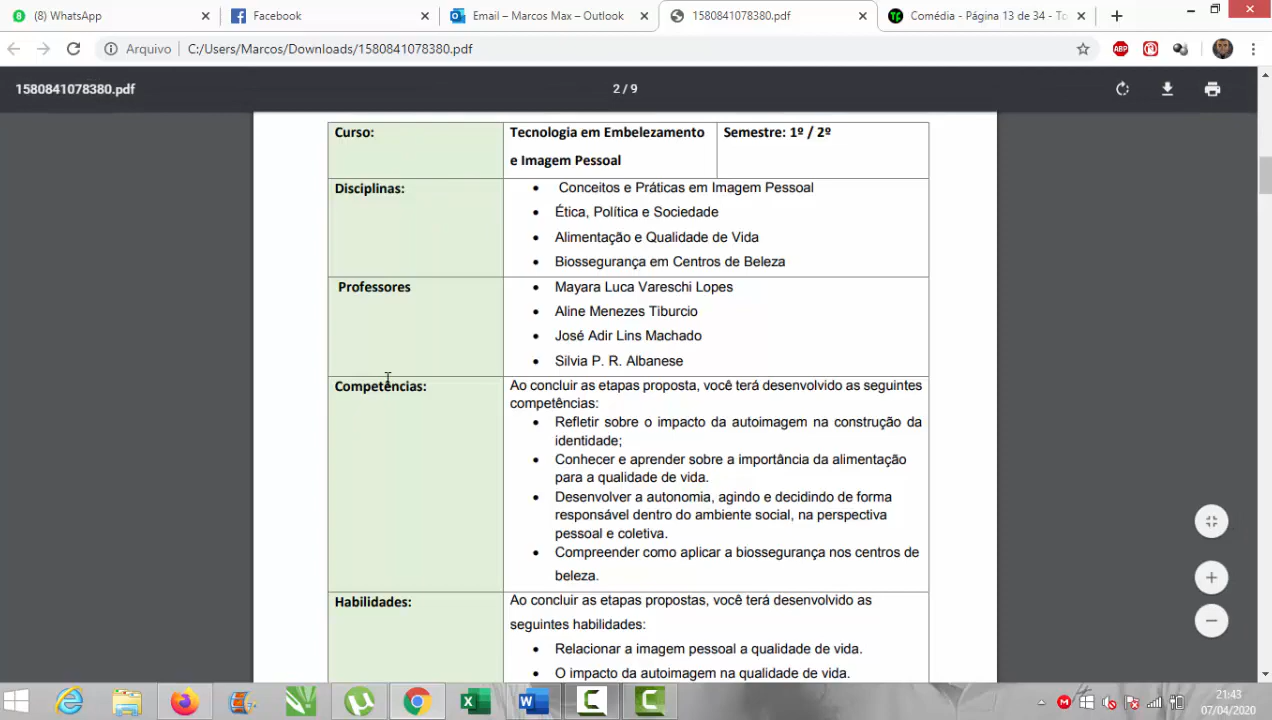 (8) WhatsApp
Facebook
Email – Marcos Max – Outlook
1580841078380.pdf
Comédia - Página 13 de 34 - To
Arquivo
C:/Users/Marcos/Downloads/1580841078380.pdf
ABP
1580841078380.pdf
2 / 9
Curso:
Tecnologia em Embelezamento
e Imagem Pessoal
Semestre: 1º / 2º
Disciplinas:
• Conceitos e Práticas em Imagem Pessoal
• Ética, Política e Sociedade
• Alimentação e Qualidade de Vida
• Biossegurança em Centros de Beleza
Professores
• Mayara Luca Vareschi Lopes
• Aline Menezes Tiburcio
• José Adir Lins Machado
• Silvia P. R. Albanese
Competências:
Ao concluir as etapas proposta, você terá desenvolvido as seguintes
competências:
• Refletir sobre o impacto da autoimagem na construção da
identidade;
• Conhecer e aprender sobre a importância da alimentação
para a qualidade de vida.
• Desenvolver a autonomia, agindo e decidindo de forma
responsável dentro do ambiente social, na perspectiva
pessoal e coletiva.
• Compreender como aplicar a biossegurança nos centros de
beleza.
Habilidades:
Ao concluir as etapas propostas, você terá desenvolvido as
seguintes habilidades:
• Relacionar a imagem pessoal a qualidade de vida.
• O impacto da autoimagem na qualidade de vida.
21:43
07/04/2020